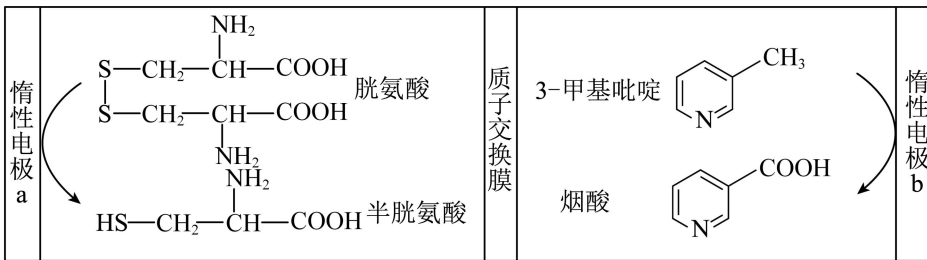 惰性电极a
NH₂
S—CH₂—CH—COOH
胱氨酸
S—CH₂—CH—COOH
NH₂
NH₂
HS—CH₂—CH—COOH 半胱氨酸
质子交换膜
3-甲基吡啶
CH₃
N
烟酸
COOH
N
惰性电极b